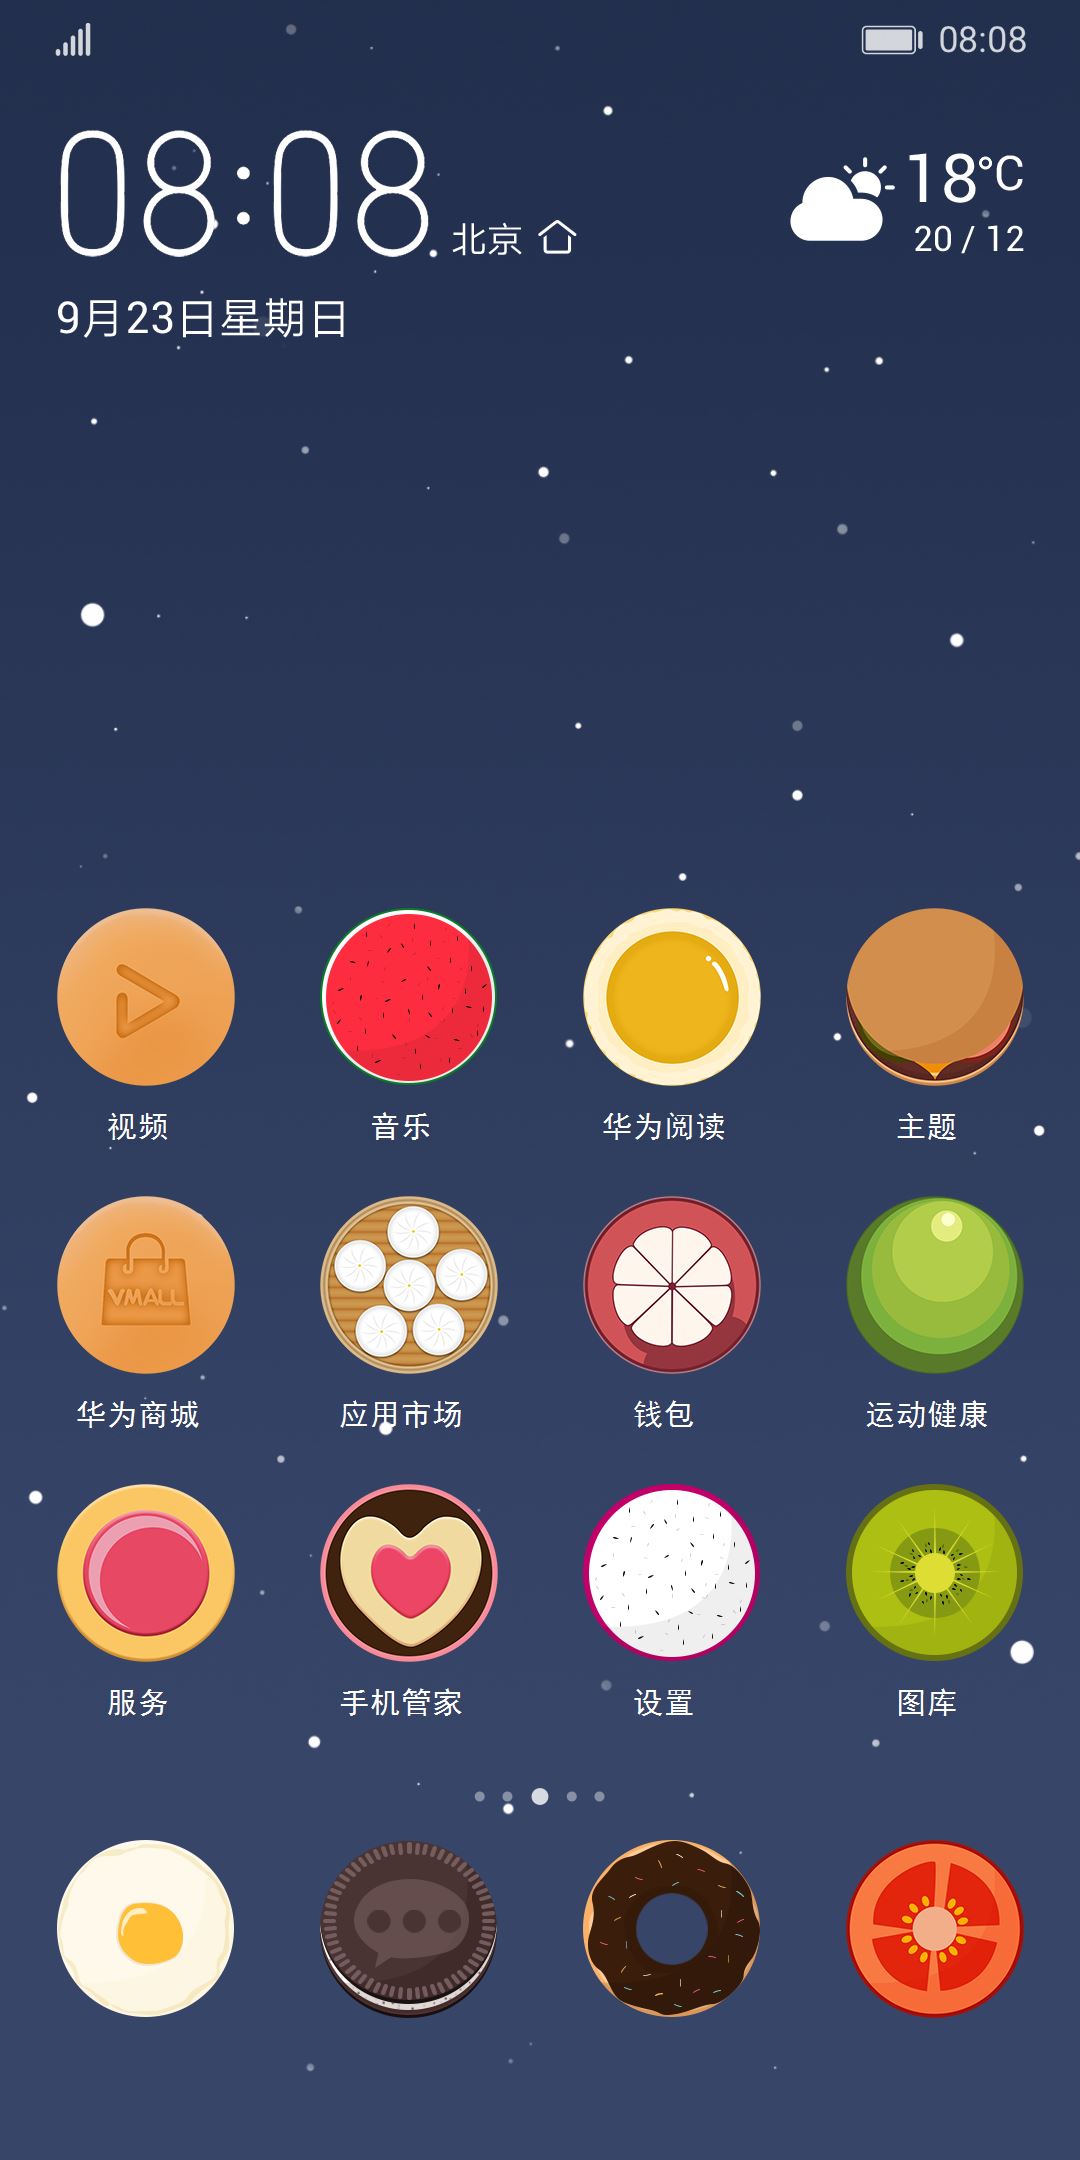 08:08
08:08
北京
18℃
20 / 12
9月23日星期日
视频
音乐
华为阅读
主题
VMALL
华为商城
应用市场
钱包
运动健康
服务
手机管家
设置
图库